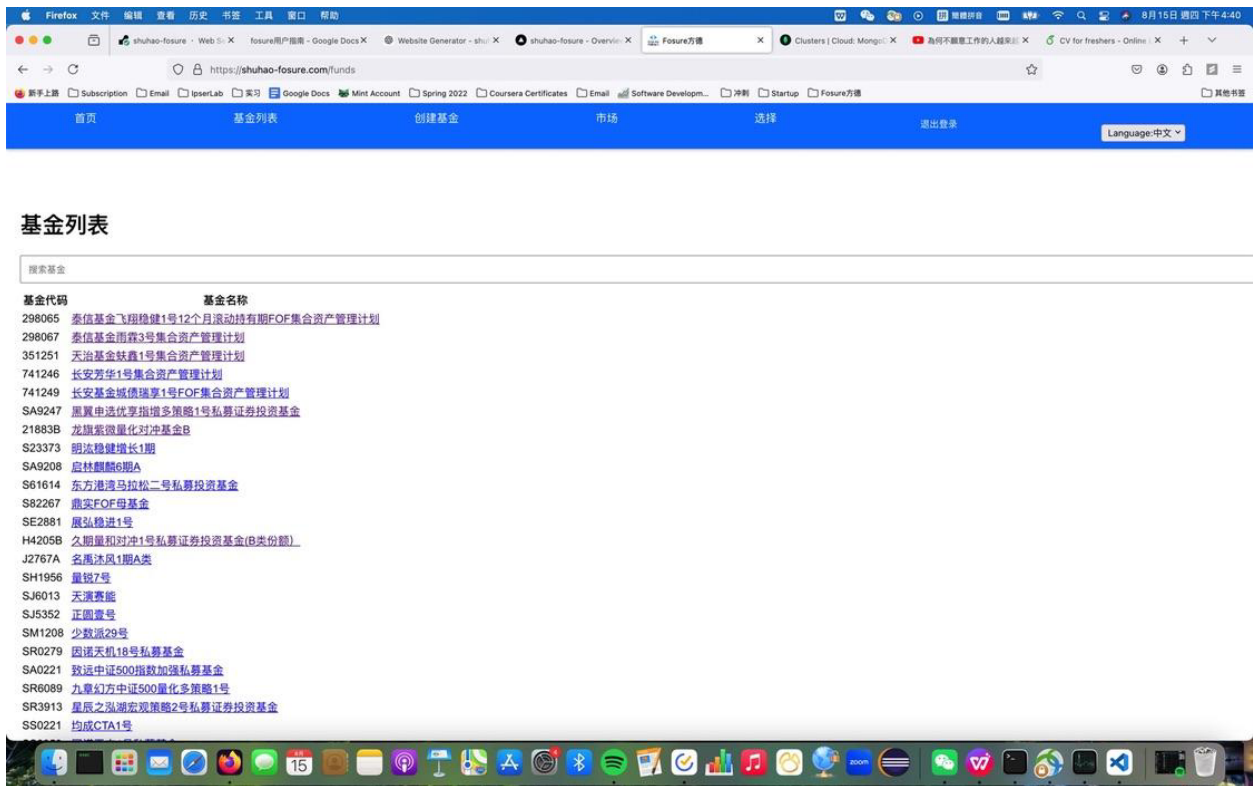 Firefox 文件 编辑 查看 历史 书签 工具 窗口 帮助 8月15日 週四 下午4:40
shuhao-fosure · Web S fosure用户指南 - Google Docs Website Generator - shu shuhao-fosure - Overvie Fosure方德 Clusters | Cloud: Mongo 為何不願意工作的人越來 CV for freshers - Online
https://shuhao-fosure.com/funds
新手上路 Subscription Email IpserLab 实习 Google Docs Mint Account Spring 2022 Coursera Certificates Email Software Developm... 冲刺 Startup Fosure方德 其他书签
首页 基金列表 创建基金 市场 选择 退出登录 Language:中文
基金列表
搜索基金
基金代码 基金名称
298065 泰信基金飞翔稳健1号12个月滚动持有期FOF集合资产管理计划
298067 泰信基金雨霖3号集合资产管理计划
351251 天治基金蚨鑫1号集合资产管理计划
741246 长安芳华1号集合资产管理计划
741249 长安基金城债瑞享1号FOF集合资产管理计划
SA9247 黑翼申选优享指增多策略1号私募证券投资基金
21883B 龙旗紫微量化对冲基金B
S23373 明汯稳健增长1期
SA9208 启林麒麟6期A
S61614 东方港湾马拉松二号私募投资基金
S82267 鼎实FOF母基金
SE2881 展弘稳进1号
H4205B 久期量和对冲1号私募证券投资基金(B类份额）
J2767A 名禹沐风1期A类
SH1956 量锐7号
SJ6013 天演赛能
SJ5352 正圆壹号
SM1208 少数派29号
SR0279 因诺天机18号私募基金
SA0221 致远中证500指数加强私募基金
SR6089 九章幻方中证500量化多策略1号
SR3913 星辰之泓湖宏观策略2号私募证券投资基金
SS0221 均成CTA1号
15
zoom